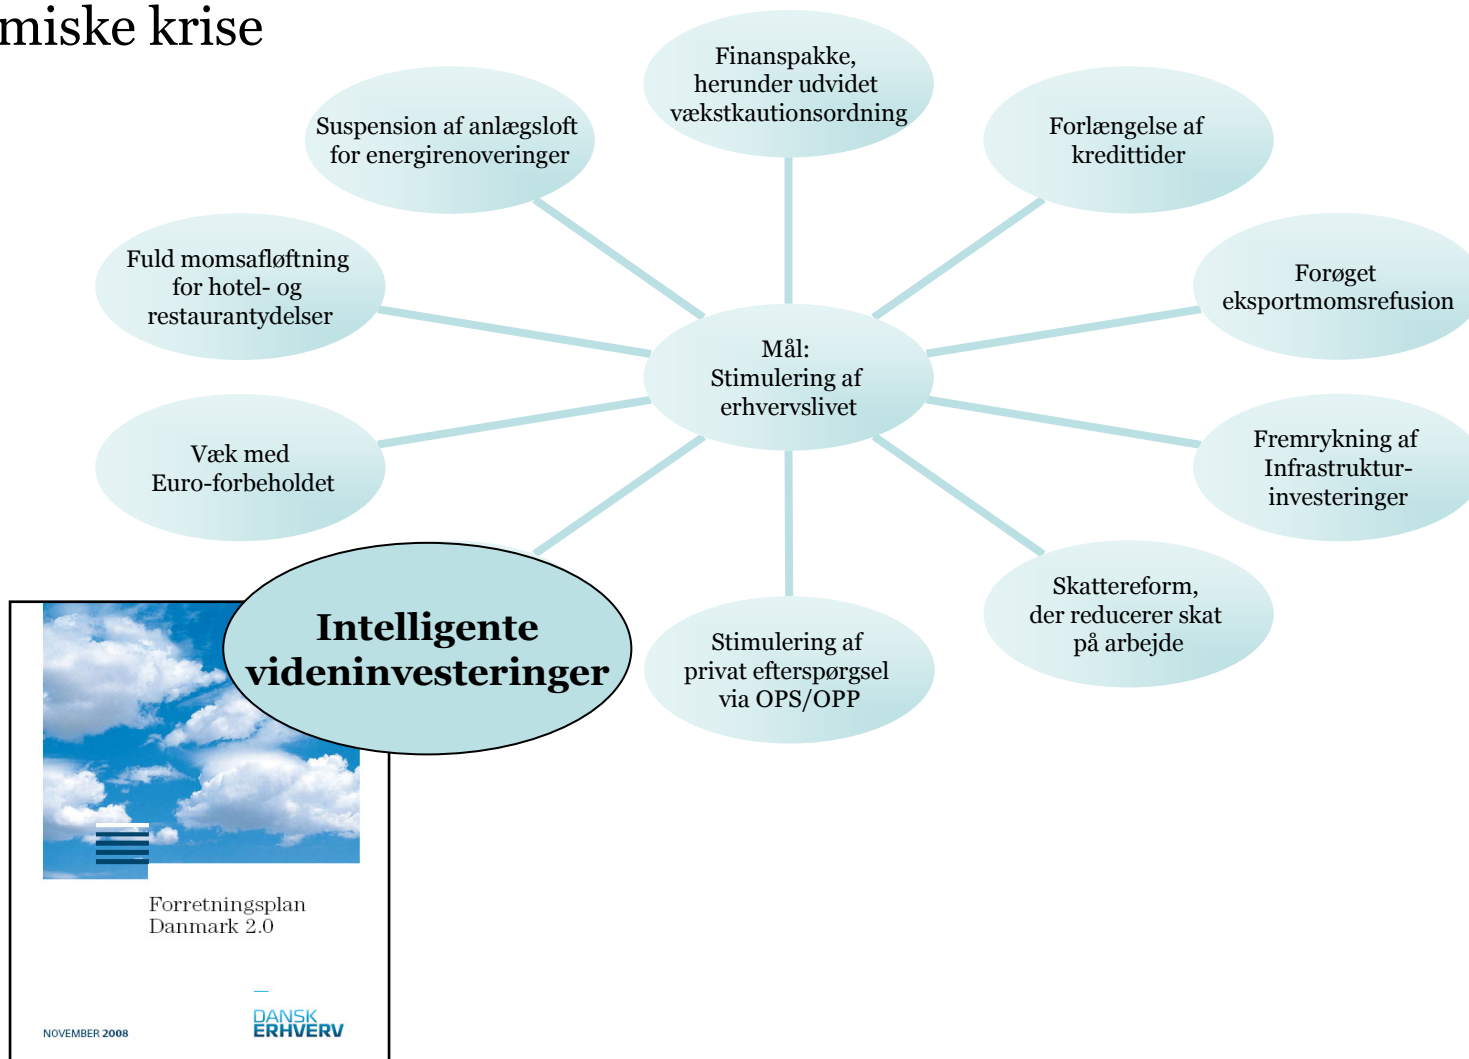 miske krise
Finanspakke,
herunder udvidet
vækstkautionsordning
Suspension af anlægsloft
for energirenoveringer
Forlængelse af
kredittider
Fuld momsafløftning
for hotel- og
restaurantydelser
Forøget
eksportmomsrefusion
Mål:
Stimulering af
erhvervslivet
Væk med
Euro-forbeholdet
Fremrykning af
Infrastruktur-
investeringer
Intelligente
videninvesteringer
Stimulering af
privat efterspørgsel
via OPS/OPP
Skattereform,
der reducerer skat
på arbejde
Forretningsplan
Danmark 2.0
NOVEMBER 2008
DANSK
ERHVERV